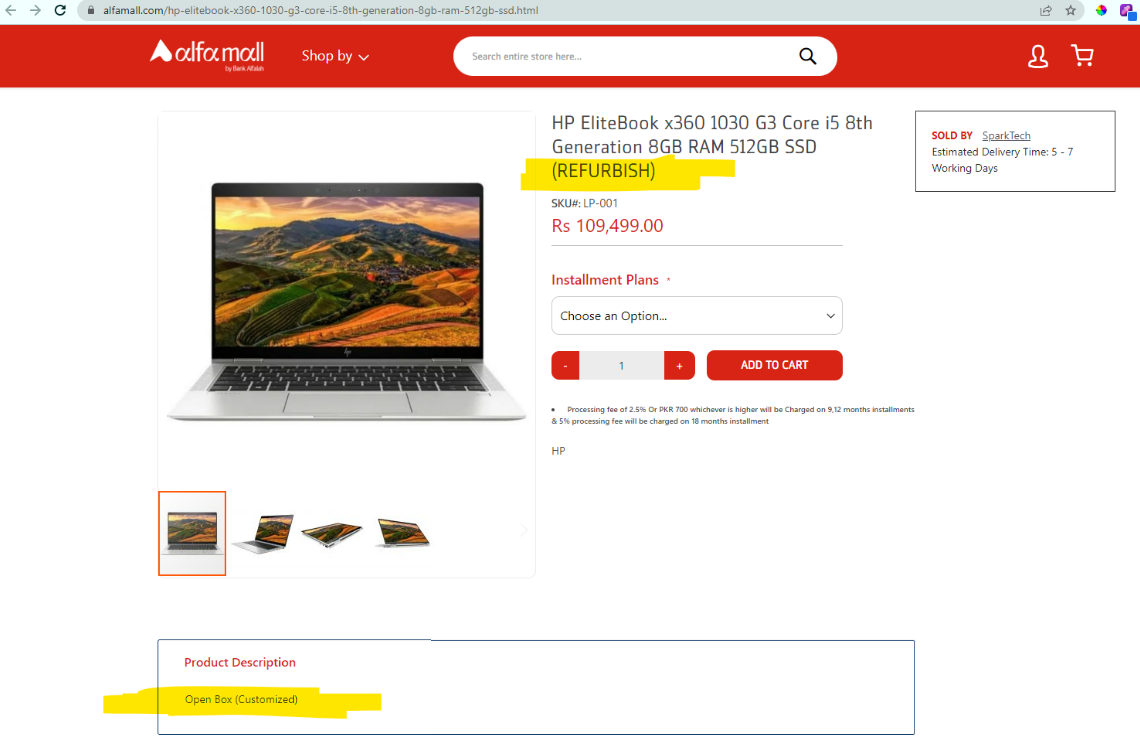 alfamall.com/hp-elitebook-x360-1030-g3-core-i5-8th-generation-8gb-ram-512gb-ssd.html
alfa mall
by Bank Alfalah
Shop by
Search entire store here...
HP EliteBook x360 1030 G3 Core i5 8th
Generation 8GB RAM 512GB SSD
(REFURBISH)
SKU#: LP-001
Rs 109,499.00
Installment Plans *
Choose an Option...
- 1 +
ADD TO CART
• Processing fee of 2.5% Or PKR 700 whichever is higher will be Charged on 9,12 months installments
& 5% processing fee will be charged on 18 months installment
HP
SOLD BY SparkTech
Estimated Delivery Time: 5 - 7
Working Days
Product Description
Open Box (Customized)